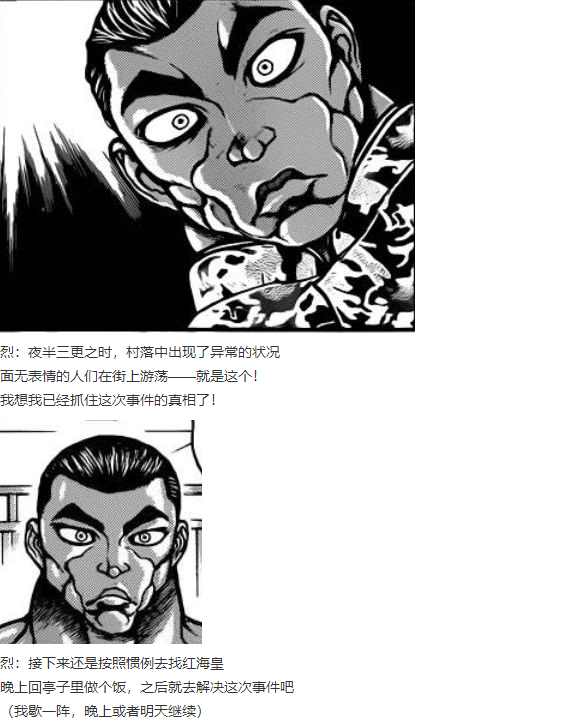 烈：夜半三更之时，村落中出现了异常的状况
面无表情的人们在街上游荡——就是这个！
我想我已经抓住这次事件的真相了！
烈：接下来还是按照惯例去找红海皇
晚上回亭子里做个饭，之后就去解决这次事件吧
（我歇一阵，晚上或者明天继续）